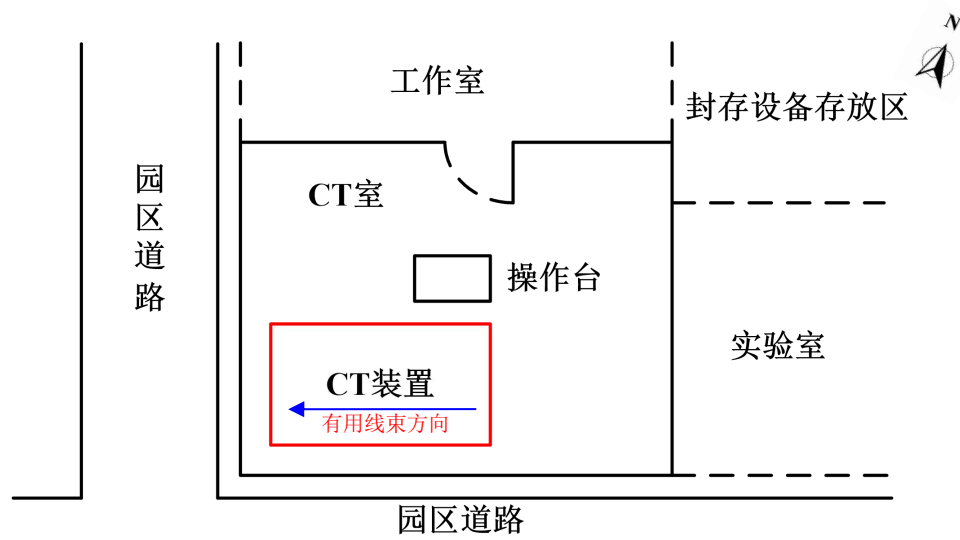 N
工作室
封存设备存放区
园区道路
CT室
操作台
实验室
CT装置
有用线束方向
园区道路